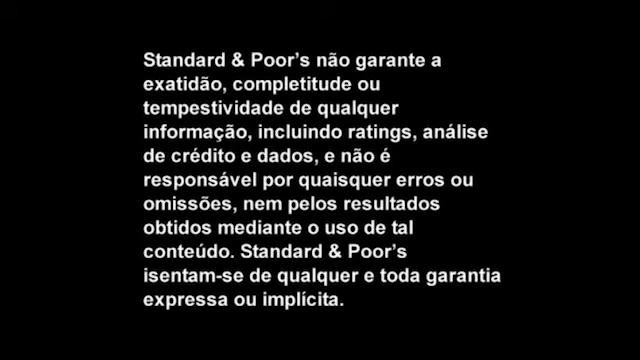 Standard & Poor’s não garante a
exatidão, completitude ou
tempestividade de qualquer
informação, incluindo ratings, análise
de crédito e dados, e não é
responsável por quaisquer erros ou
omissões, nem pelos resultados
obtidos mediante o uso de tal
conteúdo. Standard & Poor’s
isentam-se de qualquer e toda garantia
expressa ou implícita.